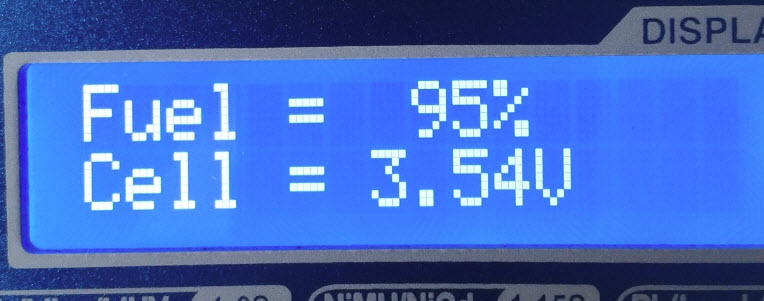 DISPLA
Fuel = 95%
Cell = 3.54V